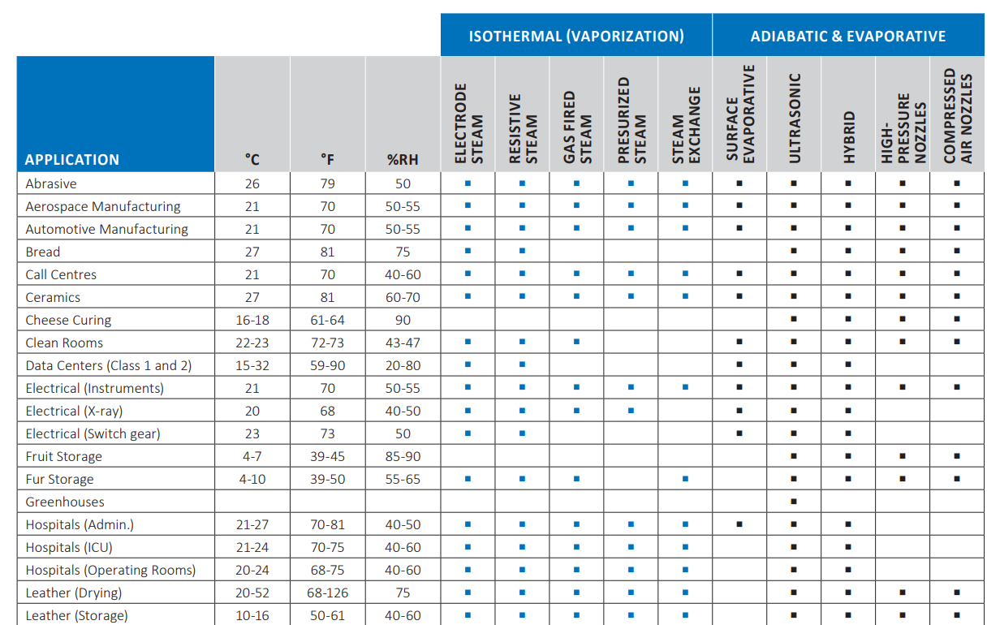 ISOTHERMAL (VAPORIZATION) ADIABATIC & EVAPORATIVE
APPLICATION °C °F %RH ELECTRODE STEAM RESISTIVE STEAM GAS FIRED STEAM PRESURIZED STEAM STEAM EXCHANGE SURFACE EVAPORATIVE ULTRASONIC HYBRID HIGH-PRESSURE NOZZLES COMPRESSED AIR NOZZLES
Abrasive 26 79 50 ▪ ▪ ▪ ▪ ▪ ▪ ▪ ▪ ▪ ▪
Aerospace Manufacturing 21 70 50-55 ▪ ▪ ▪ ▪ ▪ ▪ ▪ ▪ ▪ ▪
Automotive Manufacturing 21 70 50-55 ▪ ▪ ▪ ▪ ▪ ▪ ▪ ▪ ▪ ▪
Bread 27 81 75 ▪ ▪ ▪ ▪ ▪ ▪
Call Centres 21 70 40-60 ▪ ▪ ▪ ▪ ▪ ▪ ▪ ▪ ▪ ▪
Ceramics 27 81 60-70 ▪ ▪ ▪ ▪ ▪ ▪ ▪ ▪ ▪ ▪
Cheese Curing 16-18 61-64 90 ▪ ▪ ▪ ▪
Clean Rooms 22-23 72-73 43-47 ▪ ▪ ▪ ▪ ▪ ▪ ▪ ▪
Data Centers (Class 1 and 2) 15-32 59-90 20-80 ▪ ▪ ▪ ▪ ▪
Electrical (Instruments) 21 70 50-55 ▪ ▪ ▪ ▪ ▪ ▪ ▪ ▪ ▪ ▪
Electrical (X-ray) 20 68 40-50 ▪ ▪ ▪ ▪ ▪ ▪ ▪
Electrical (Switch gear) 23 73 50 ▪ ▪ ▪ ▪ ▪
Fruit Storage 4-7 39-45 85-90 ▪ ▪ ▪ ▪
Fur Storage 4-10 39-50 55-65 ▪ ▪ ▪ ▪ ▪ ▪ ▪ ▪
Greenhouses ▪
Hospitals (Admin.) 21-27 70-81 40-50 ▪ ▪ ▪ ▪ ▪ ▪ ▪ ▪
Hospitals (ICU) 21-24 70-75 40-60 ▪ ▪ ▪ ▪ ▪ ▪ ▪
Hospitals (Operating Rooms) 20-24 68-75 40-60 ▪ ▪ ▪ ▪ ▪ ▪ ▪
Leather (Drying) 20-52 68-126 75 ▪ ▪ ▪ ▪ ▪ ▪ ▪ ▪ ▪
Leather (Storage) 10-16 50-61 40-60 ▪ ▪ ▪ ▪ ▪ ▪ ▪ ▪ ▪